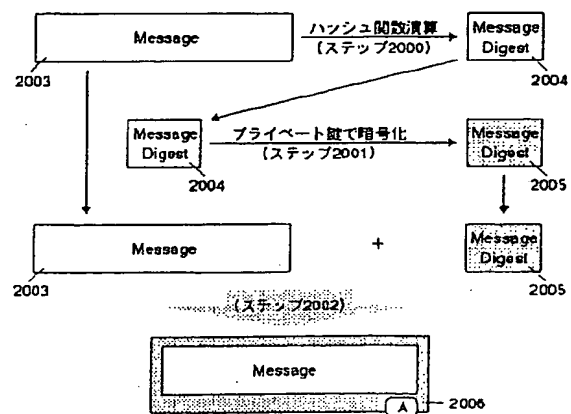 Message
ハッシュ関数演算
(ステップ2000)
Message
Digest
2003
2004
Message
Digest
プライベート鍵で暗号化
(ステップ2001)
Message
Digest
2004
2005
Message
+
Message
Digest
2003
2005
(ステップ2002)
Message
A
2006